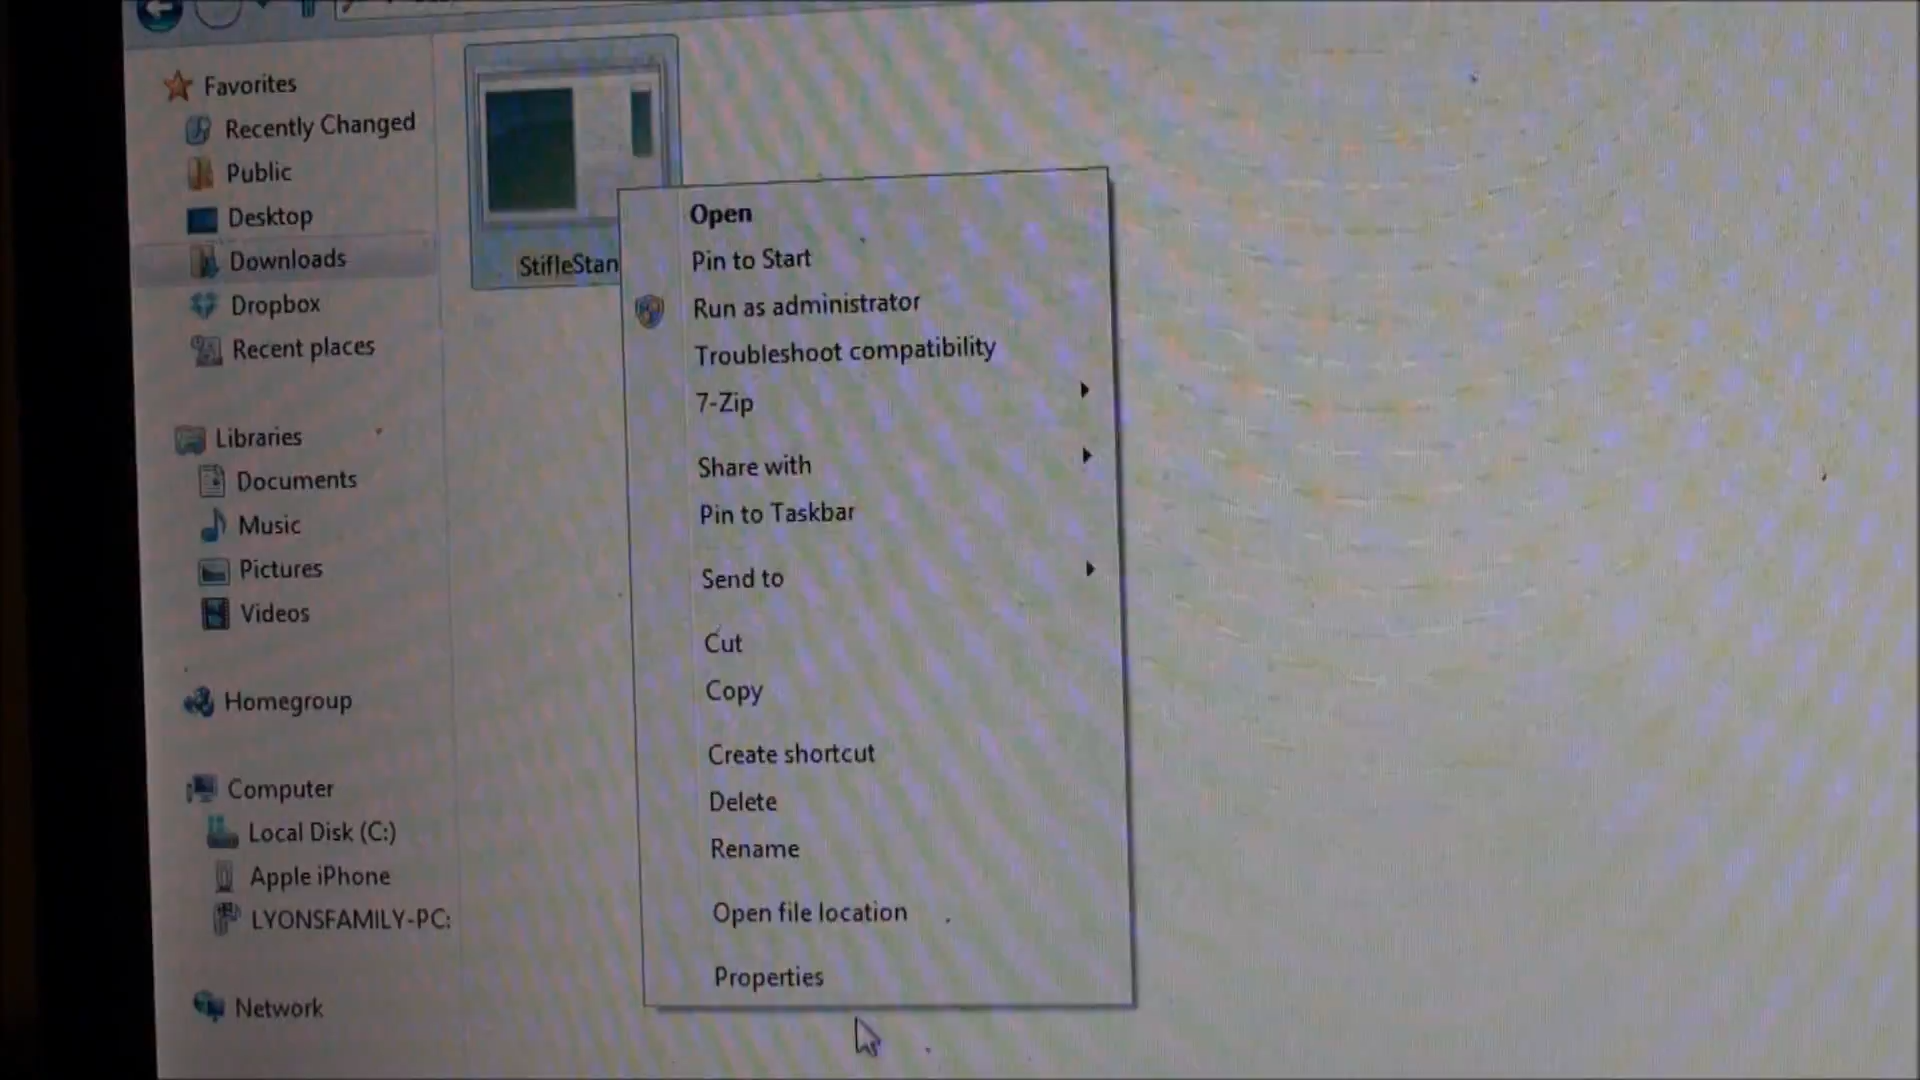 Favorites
Recently Changed
Public
Desktop
Downloads
Dropbox
Recent places
Libraries
Documents
Music
Pictures
Videos
Homegroup
Computer
Local Disk (C:)
Apple iPhone
LYONSFAMILY-PC:
Network
StifleStan
Open
Pin to Start
Run as administrator
Troubleshoot compatibility
7-Zip
Share with
Pin to Taskbar
Send to
Cut
Copy
Create shortcut
Delete
Rename
Open file location
Properties